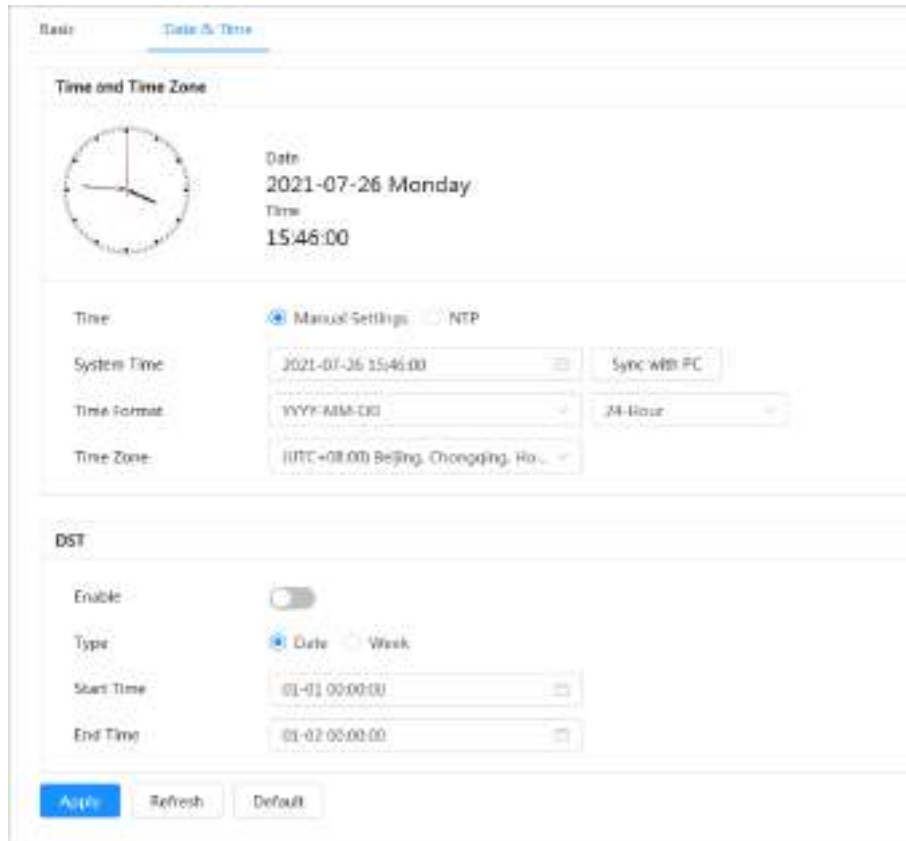 Basic Date & Time
Time and Time Zone
Date
2021-07-26 Monday
Time
15:46:00
Time Manual Settings NTP
System Time 2021-07-26 15:46:00 Sync with PC
Time Format YYYY-MM-DD 24-Hour
Time Zone (UTC+08:00) Beijing, Chongqing, Ho...
DST
Enable
Type Date Week
Start Time 01-01 00:00:00
End Time 01-02 00:00:00
Apply Refresh Default